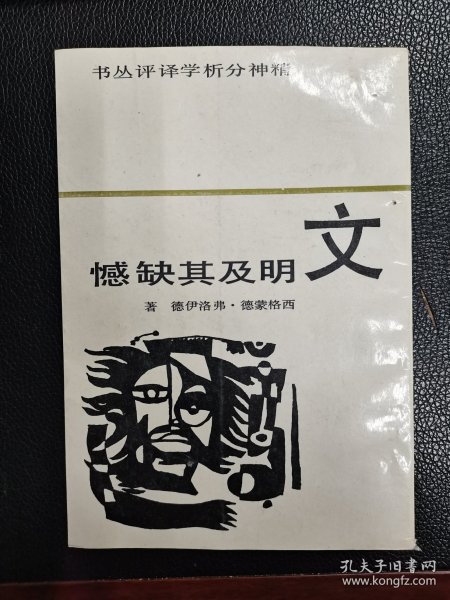 精神分析学译评丛书
文明及其缺憾
西格蒙德·弗洛伊德 著
孔夫子旧书网
www.kongfz.com